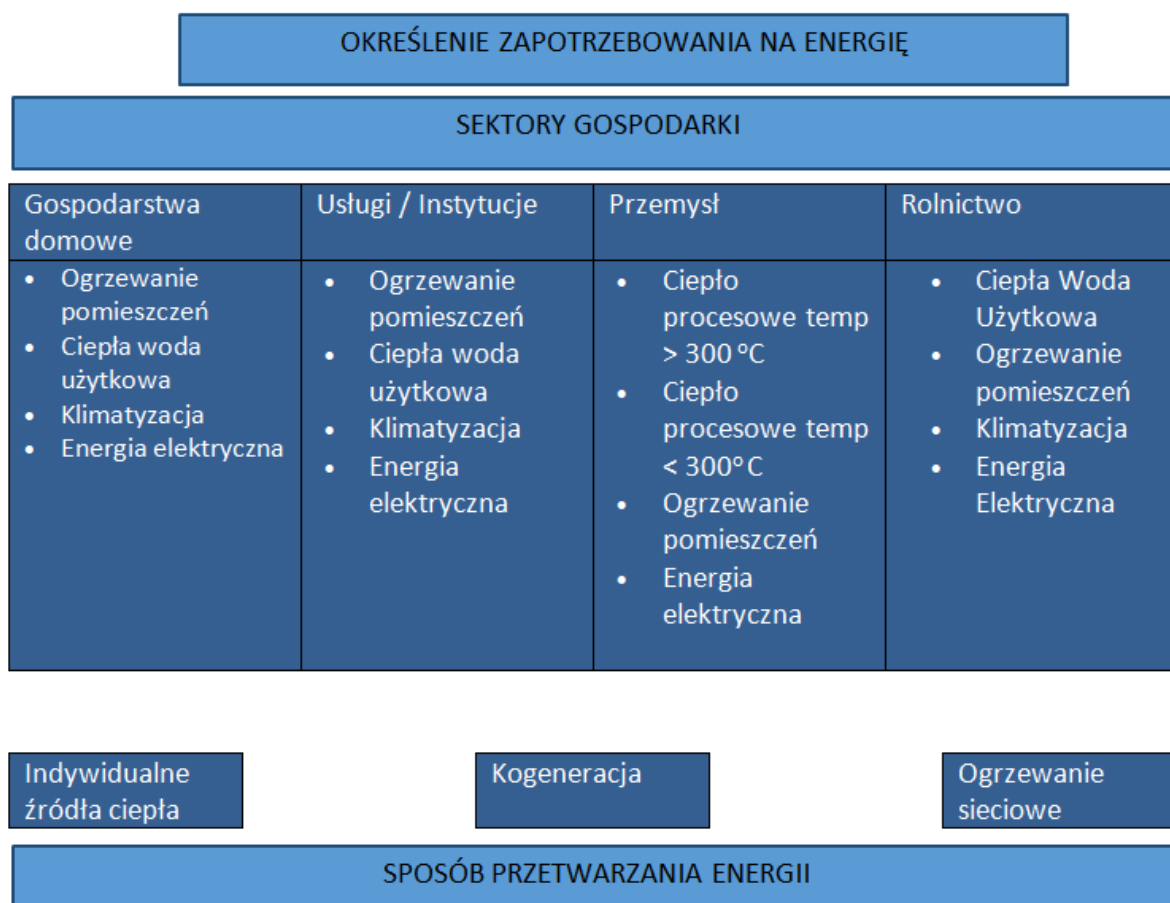 OKREŚLENIE ZAPOTRZEBOWANIA NA ENERGIĘ
SEKTORY GOSPODARKI
Gospodarstwa
domowe
• Ogrzewanie
pomieszczeń
• Ciepła woda
użytkowa
• Klimatyzacja
• Energia elektryczna
Usługi / Instytucje
• Ogrzewanie
pomieszczeń
• Ciepła woda
użytkowa
• Klimatyzacja
• Energia
elektryczna
Przemysł
• Ciepło
procesowe temp
> 300 °C
• Ciepło
procesowe temp
< 300° C
• Ogrzewanie
pomieszczeń
• Energia
elektryczna
Rolnictwo
• Ciepła Woda
Użytkowa
• Ogrzewanie
pomieszczeń
• Klimatyzacja
• Energia
Elektryczna
Indywidualne
źródła ciepła
Kogeneracja
Ogrzewanie
sieciowe
SPOSÓB PRZETWARZANIA ENERGII